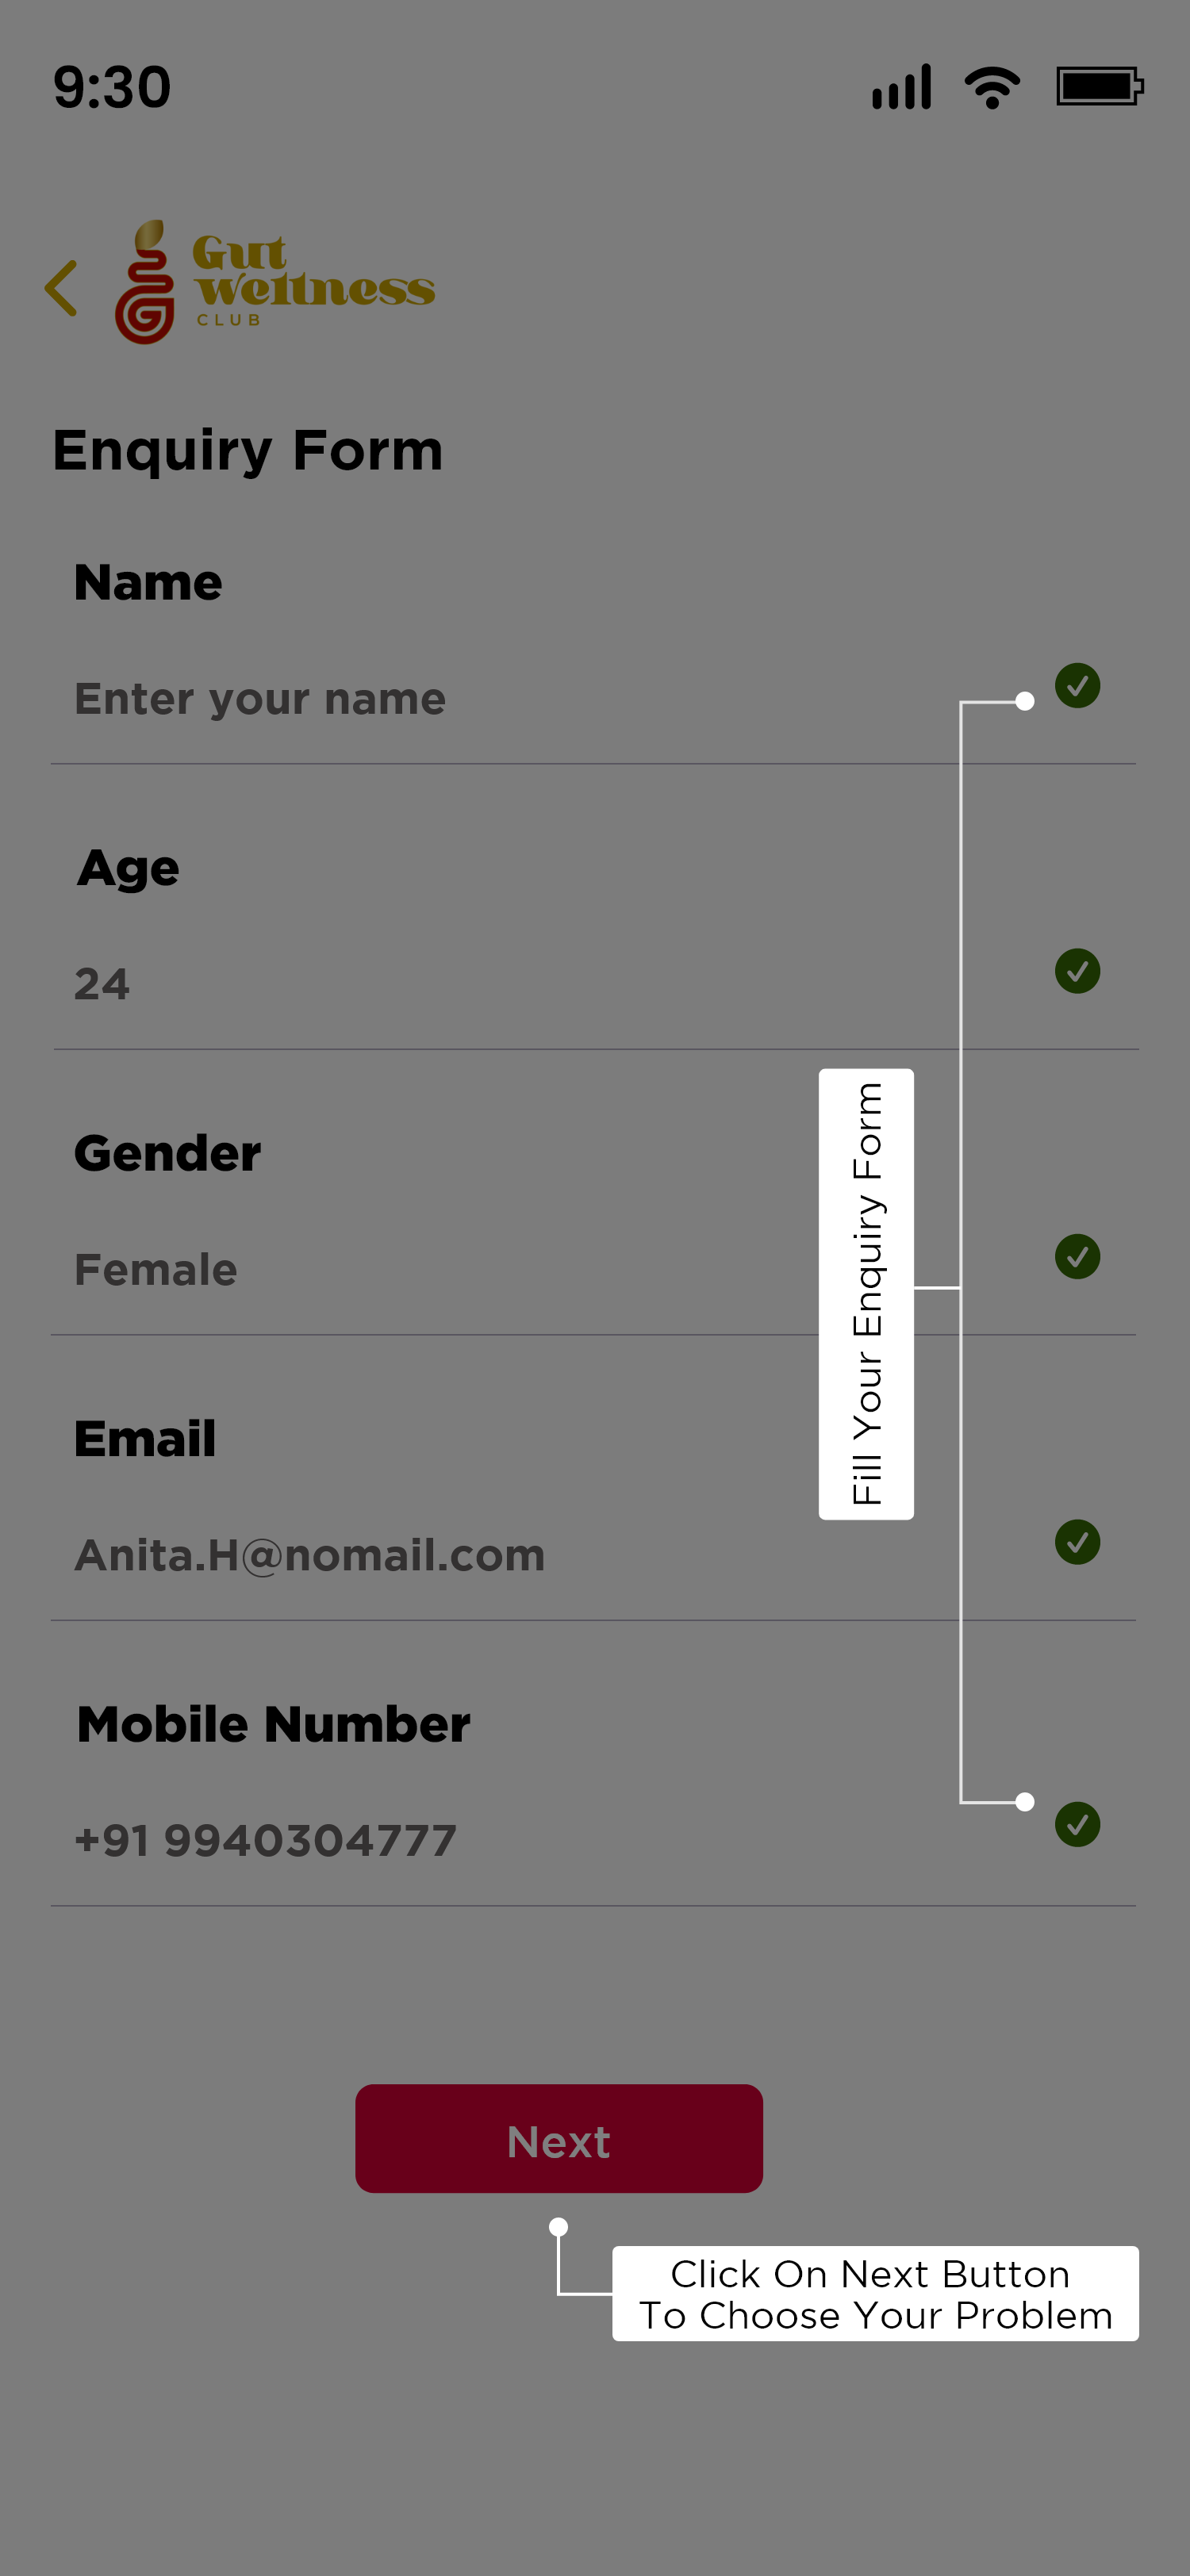 9:30
Gut
wellness
CLUB
Enquiry Form
Name
Enter your name
Age
24
Gender
Female
Fill Your Enquiry Form
Email
Anita.H@nomail.com
Mobile Number
+91 9940304777
Next
Click On Next Button
To Choose Your Problem